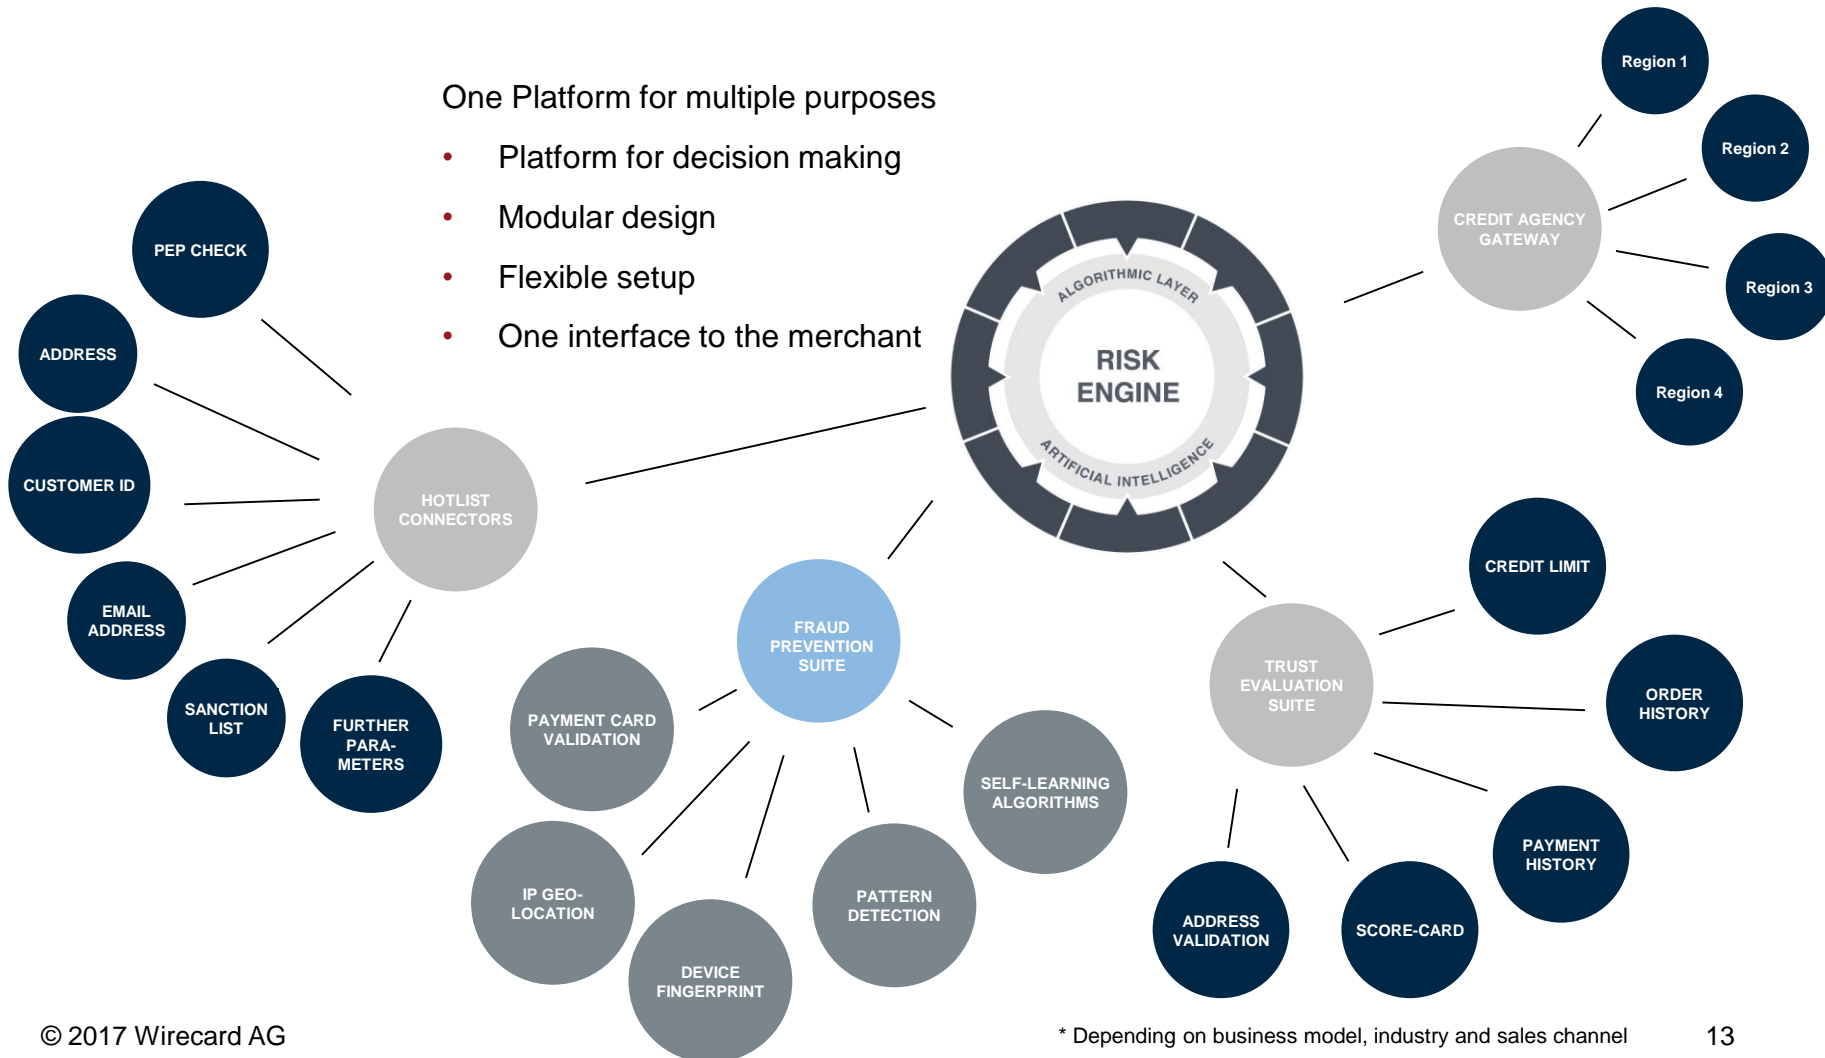 One Platform for multiple purposes
• Platform for decision making
• Modular design
• Flexible setup
• One interface to the merchant
PEP CHECK
ADDRESS
CUSTOMER ID
EMAIL
ADDRESS
SANCTION
LIST
FURTHER
PARA-
METERS
HOTLIST
CONNECTORS
ALGORITHMIC LAYER
RISK
ENGINE
ARTIFICIAL INTELLIGENCE
CREDIT AGENCY
GATEWAY
Region 1
Region 2
Region 3
Region 4
FRAUD
PREVENTION
SUITE
PAYMENT CARD
VALIDATION
IP GEO-
LOCATION
DEVICE
FINGERPRINT
PATTERN
DETECTION
SELF-LEARNING
ALGORITHMS
TRUST
EVALUATION
SUITE
CREDIT LIMIT
ORDER
HISTORY
PAYMENT
HISTORY
SCORE-CARD
ADDRESS
VALIDATION
© 2017 Wirecard AG
* Depending on business model, industry and sales channel
13